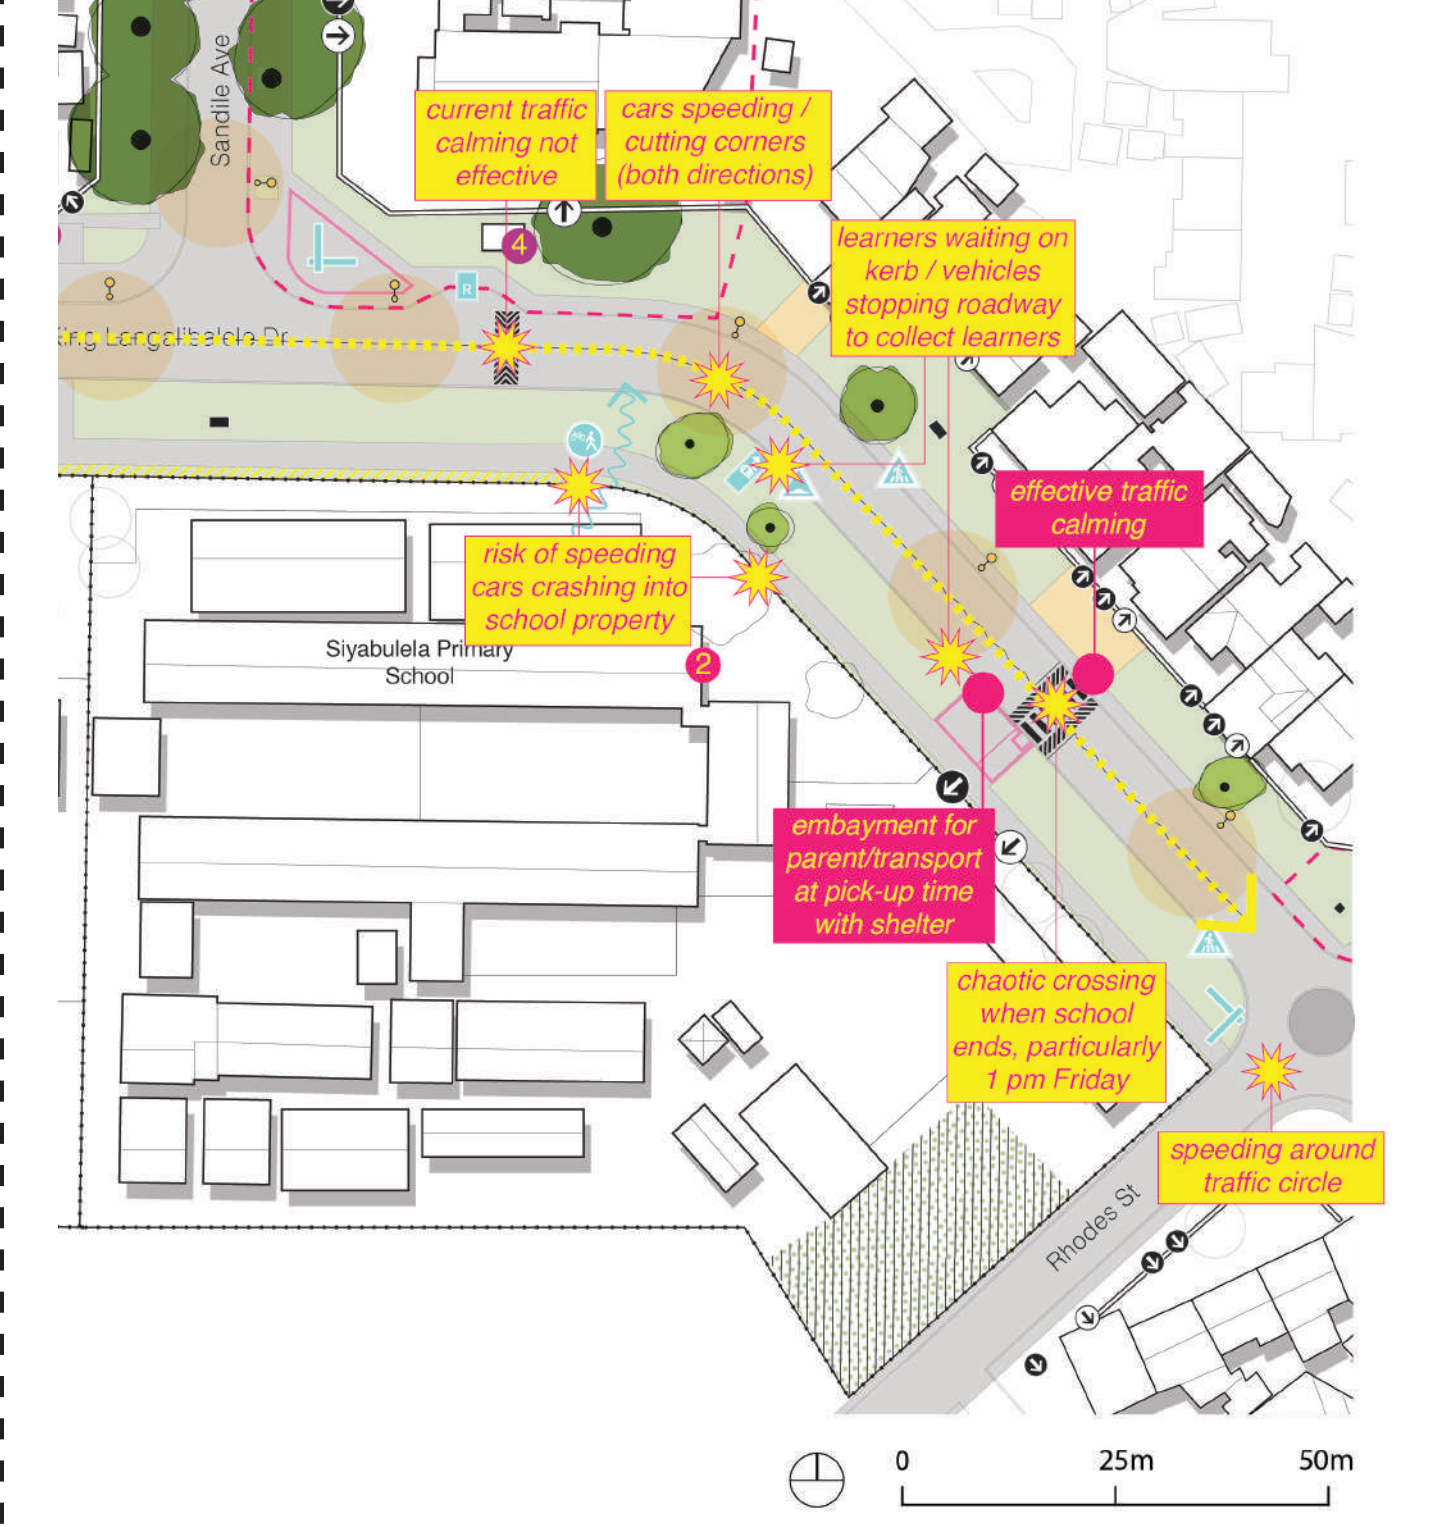 Sandile Ave
current traffic
calming not
effective
cars speeding /
cutting corners
(both directions)
learners waiting on
kerb / vehicles
stopping roadway
to collect learners
4
R
King Langalibalele Dr
effective traffic
calming
risk of speeding
cars crashing into
school property
Siyabulela Primary
School
2
embayment for
parent/transport
at pick-up time
with shelter
chaotic crossing
when school
ends, particularly
1 pm Friday
speeding around
traffic circle
Rhodes St
0 25m 50m